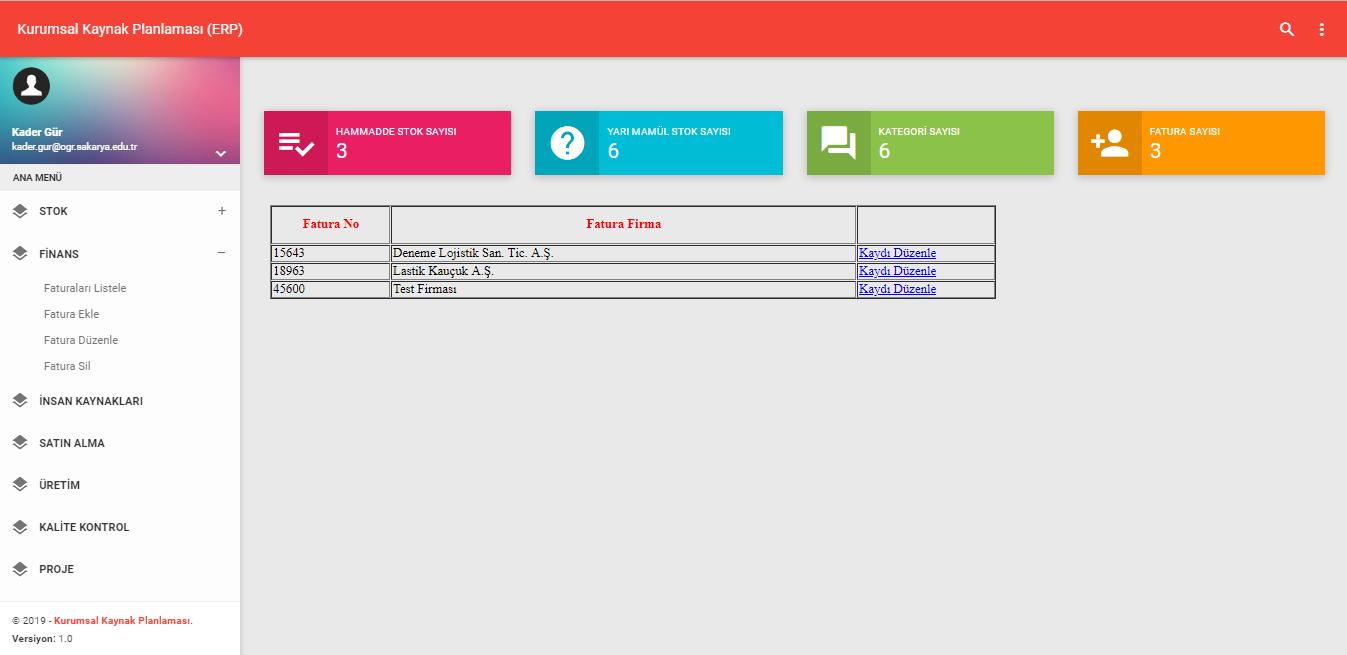 Kurumsal Kaynak Planlaması (ERP)
Kader Gür
kader.gur@ogr.sakarya.edu.tr
ANA MENÜ
STOK
FİNANS
Faturaları Listele
Fatura Ekle
Fatura Düzenle
Fatura Sil
İNSAN KAYNAKLARI
SATIN ALMA
ÜRETİM
KALİTE KONTROL
PROJE
© 2019 - Kurumsal Kaynak Planlaması.
Versiyon: 1.0
HAMMADDE STOK SAYISI
3
YARI MAMÜL STOK SAYISI
6
KATEGORİ SAYISI
6
FATURA SAYISI
3
Fatura No Fatura Firma
15643 Deneme Lojistik San. Tic. A.Ş. Kaydı Düzenle
18963 Lastik Kauçuk A.Ş. Kaydı Düzenle
45600 Test Firması Kaydı Düzenle